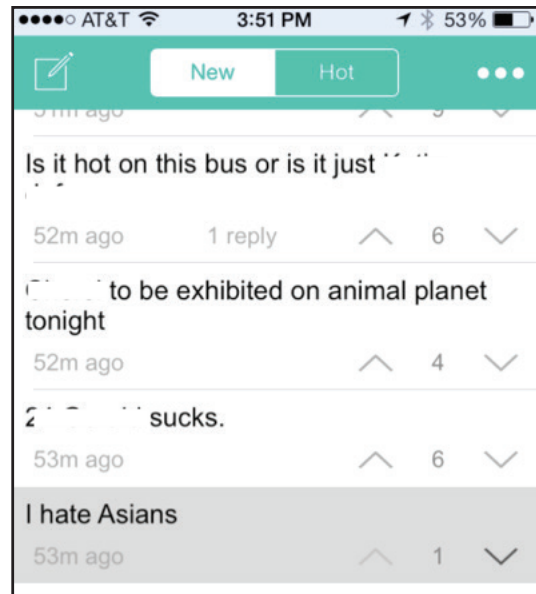 AT&T 3:51 PM 53%
New Hot
9
Is it hot on this bus or is it just
52m ago 1 reply 6
to be exhibited on animal planet
tonight
52m ago 4
sucks.
53m ago 6
I hate Asians
53m ago 1